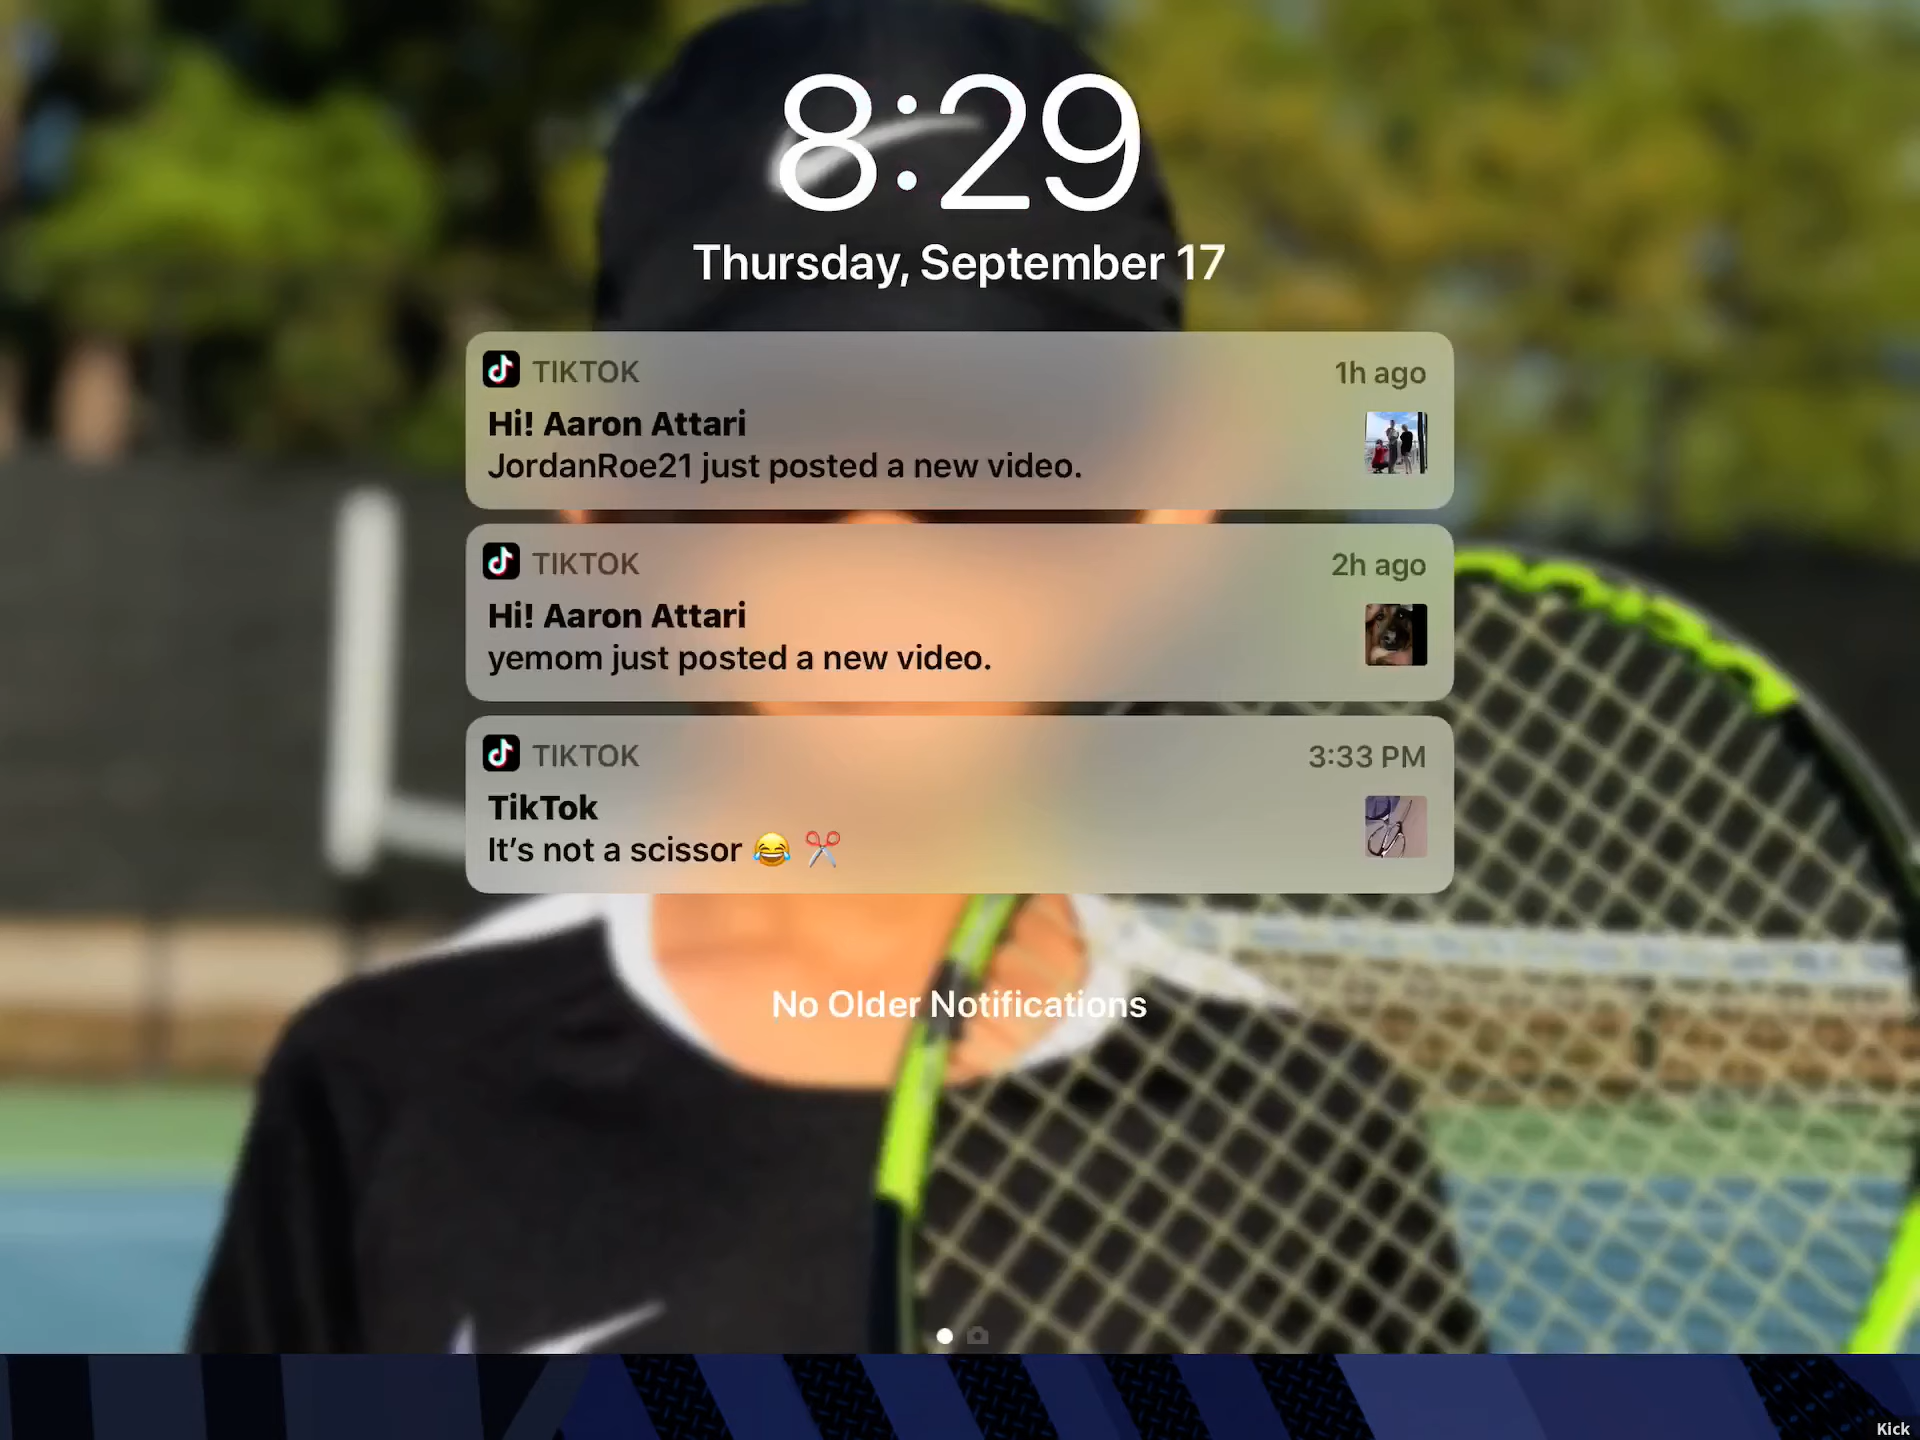 8:29
Thursday, September 17
TIKTOK
1h ago
Hi! Aaron Attari
JordanRoe21 just posted a new video.
TIKTOK
2h ago
Hi! Aaron Attari
yemom just posted a new video.
TIKTOK
3:33 PM
TikTok
It’s not a scissor 😂 ✂️
No Older Notifications
Kick